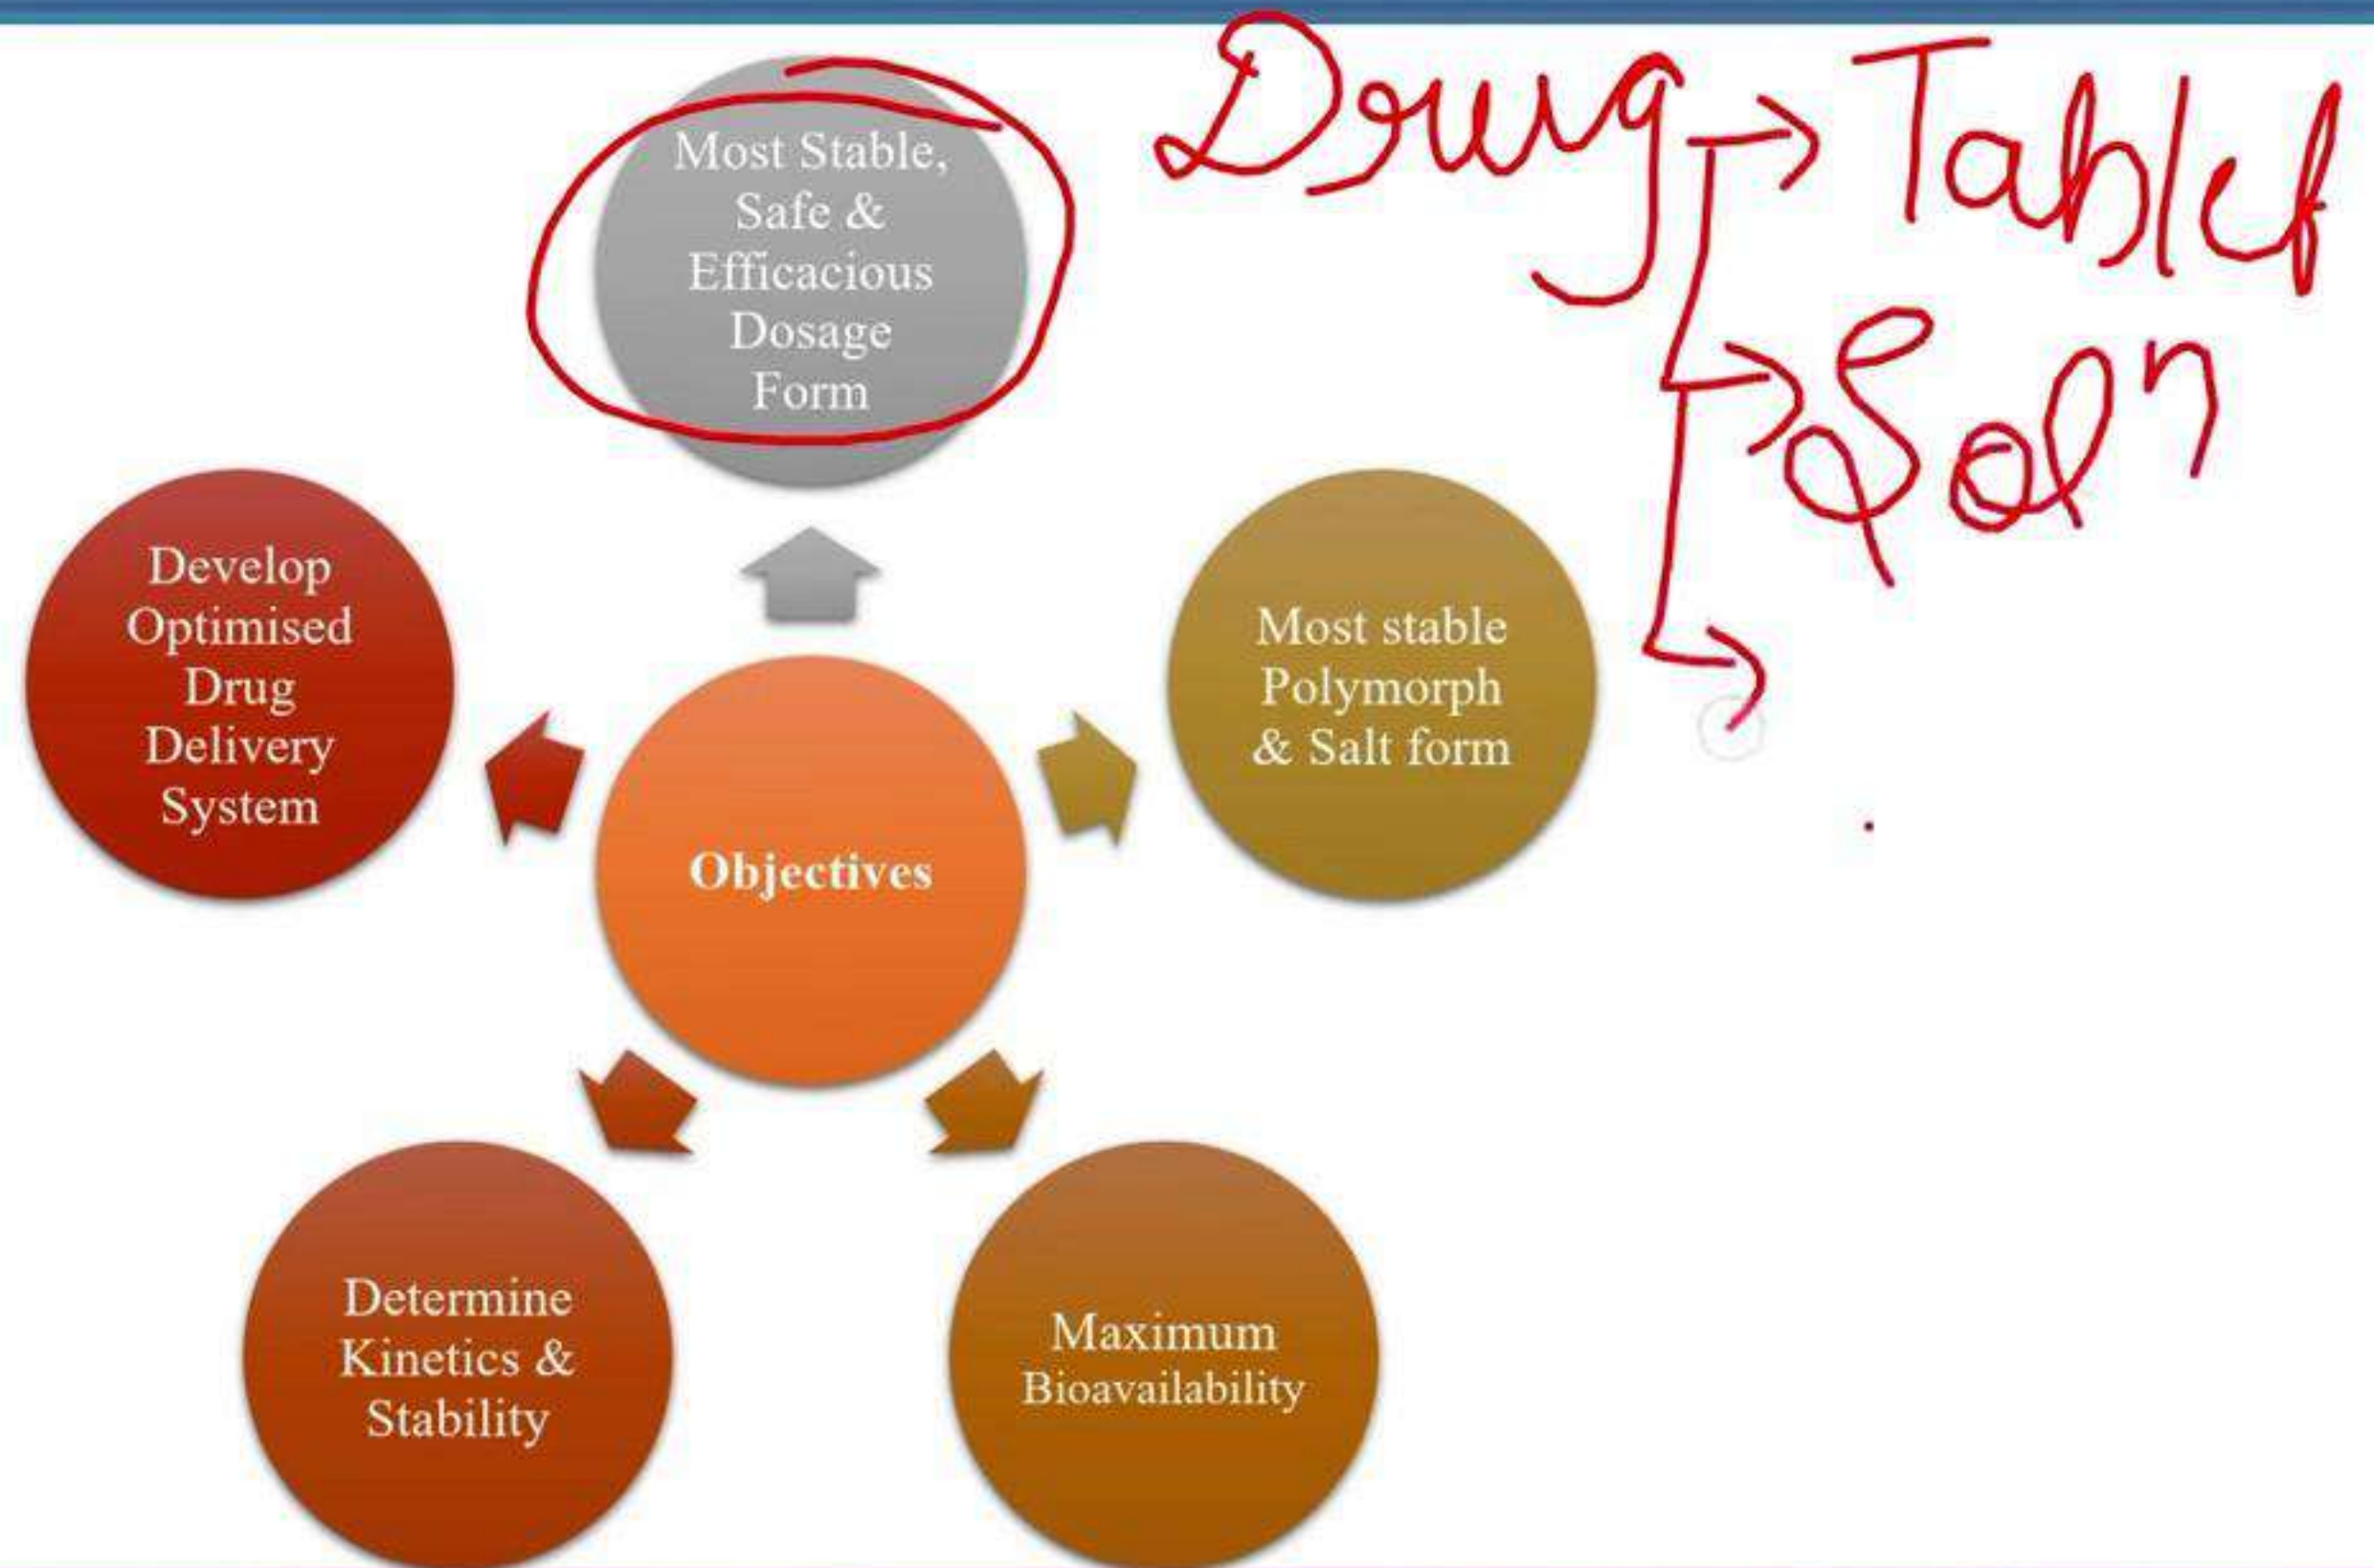 Most Stable,
Safe &
Efficacious
Dosage
Form
Drug → Tablet
→ Solⁿ
→
Develop
Optimised
Drug
Delivery
System
Most stable
Polymorph
& Salt form
Objectives
Determine
Kinetics &
Stability
Maximum
Bioavailability